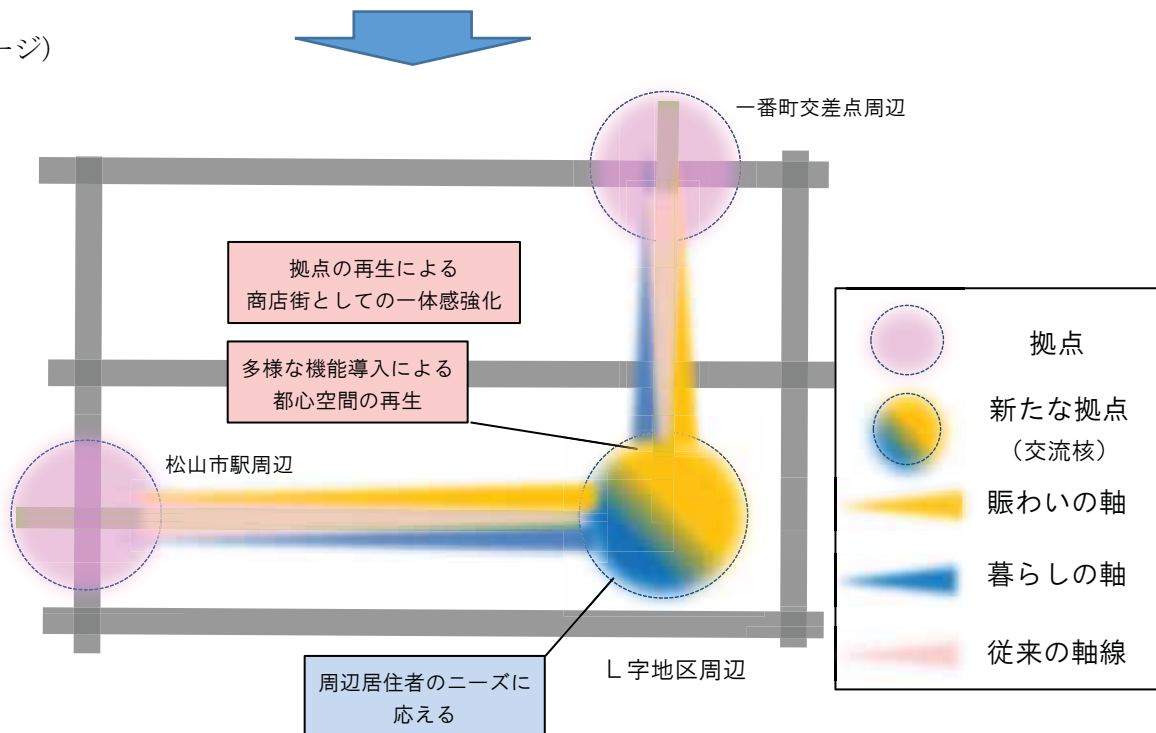 ージ）
一番町交差点周辺
拠点の再生による
商店街としての一体感強化
多様な機能導入による
都心空間の再生
松山市駅周辺
周辺居住者のニーズに
応える
Ｌ字地区周辺
拠点
新たな拠点
（交流核）
賑わいの軸
暮らしの軸
従来の軸線